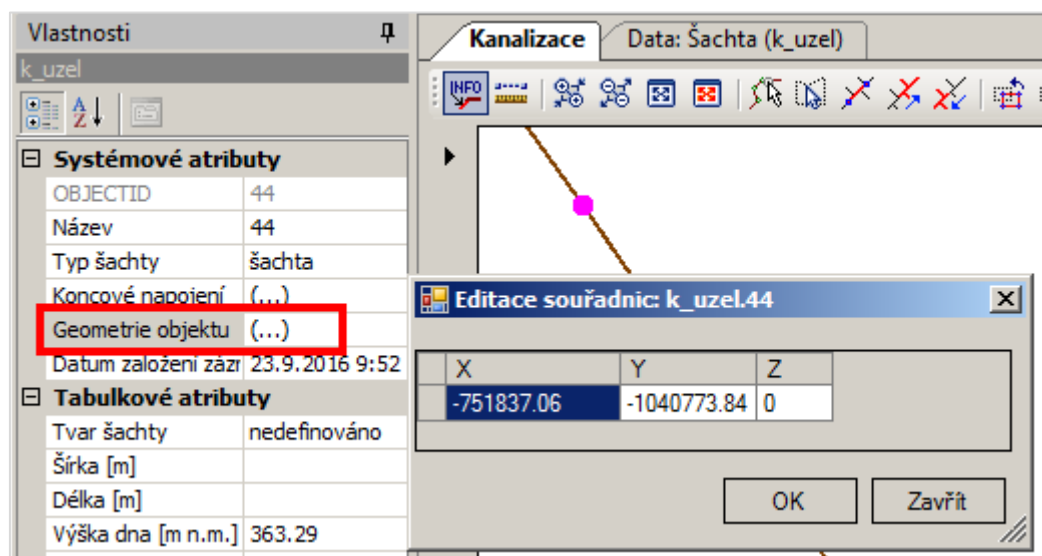 Vlastnosti
k_uzel
A
Z
Systémové atributy
OBJECTID 44
Název 44
Typ šachty šachta
Koncové napojení (...)
Geometrie objektu (...)
Datum založení zázr 23.9.2016 9:52
Tabulkové atributy
Tvar šachty nedefinováno
Šířka [m]
Délka [m]
Výška dna [m n.m.] 363.29
Kanalizace Data: Šachta (k_uzel)
INFO
Editace souřadnic: k_uzel.44
X Y Z
-751837.06 -1040773.84 0
OK Zavřít